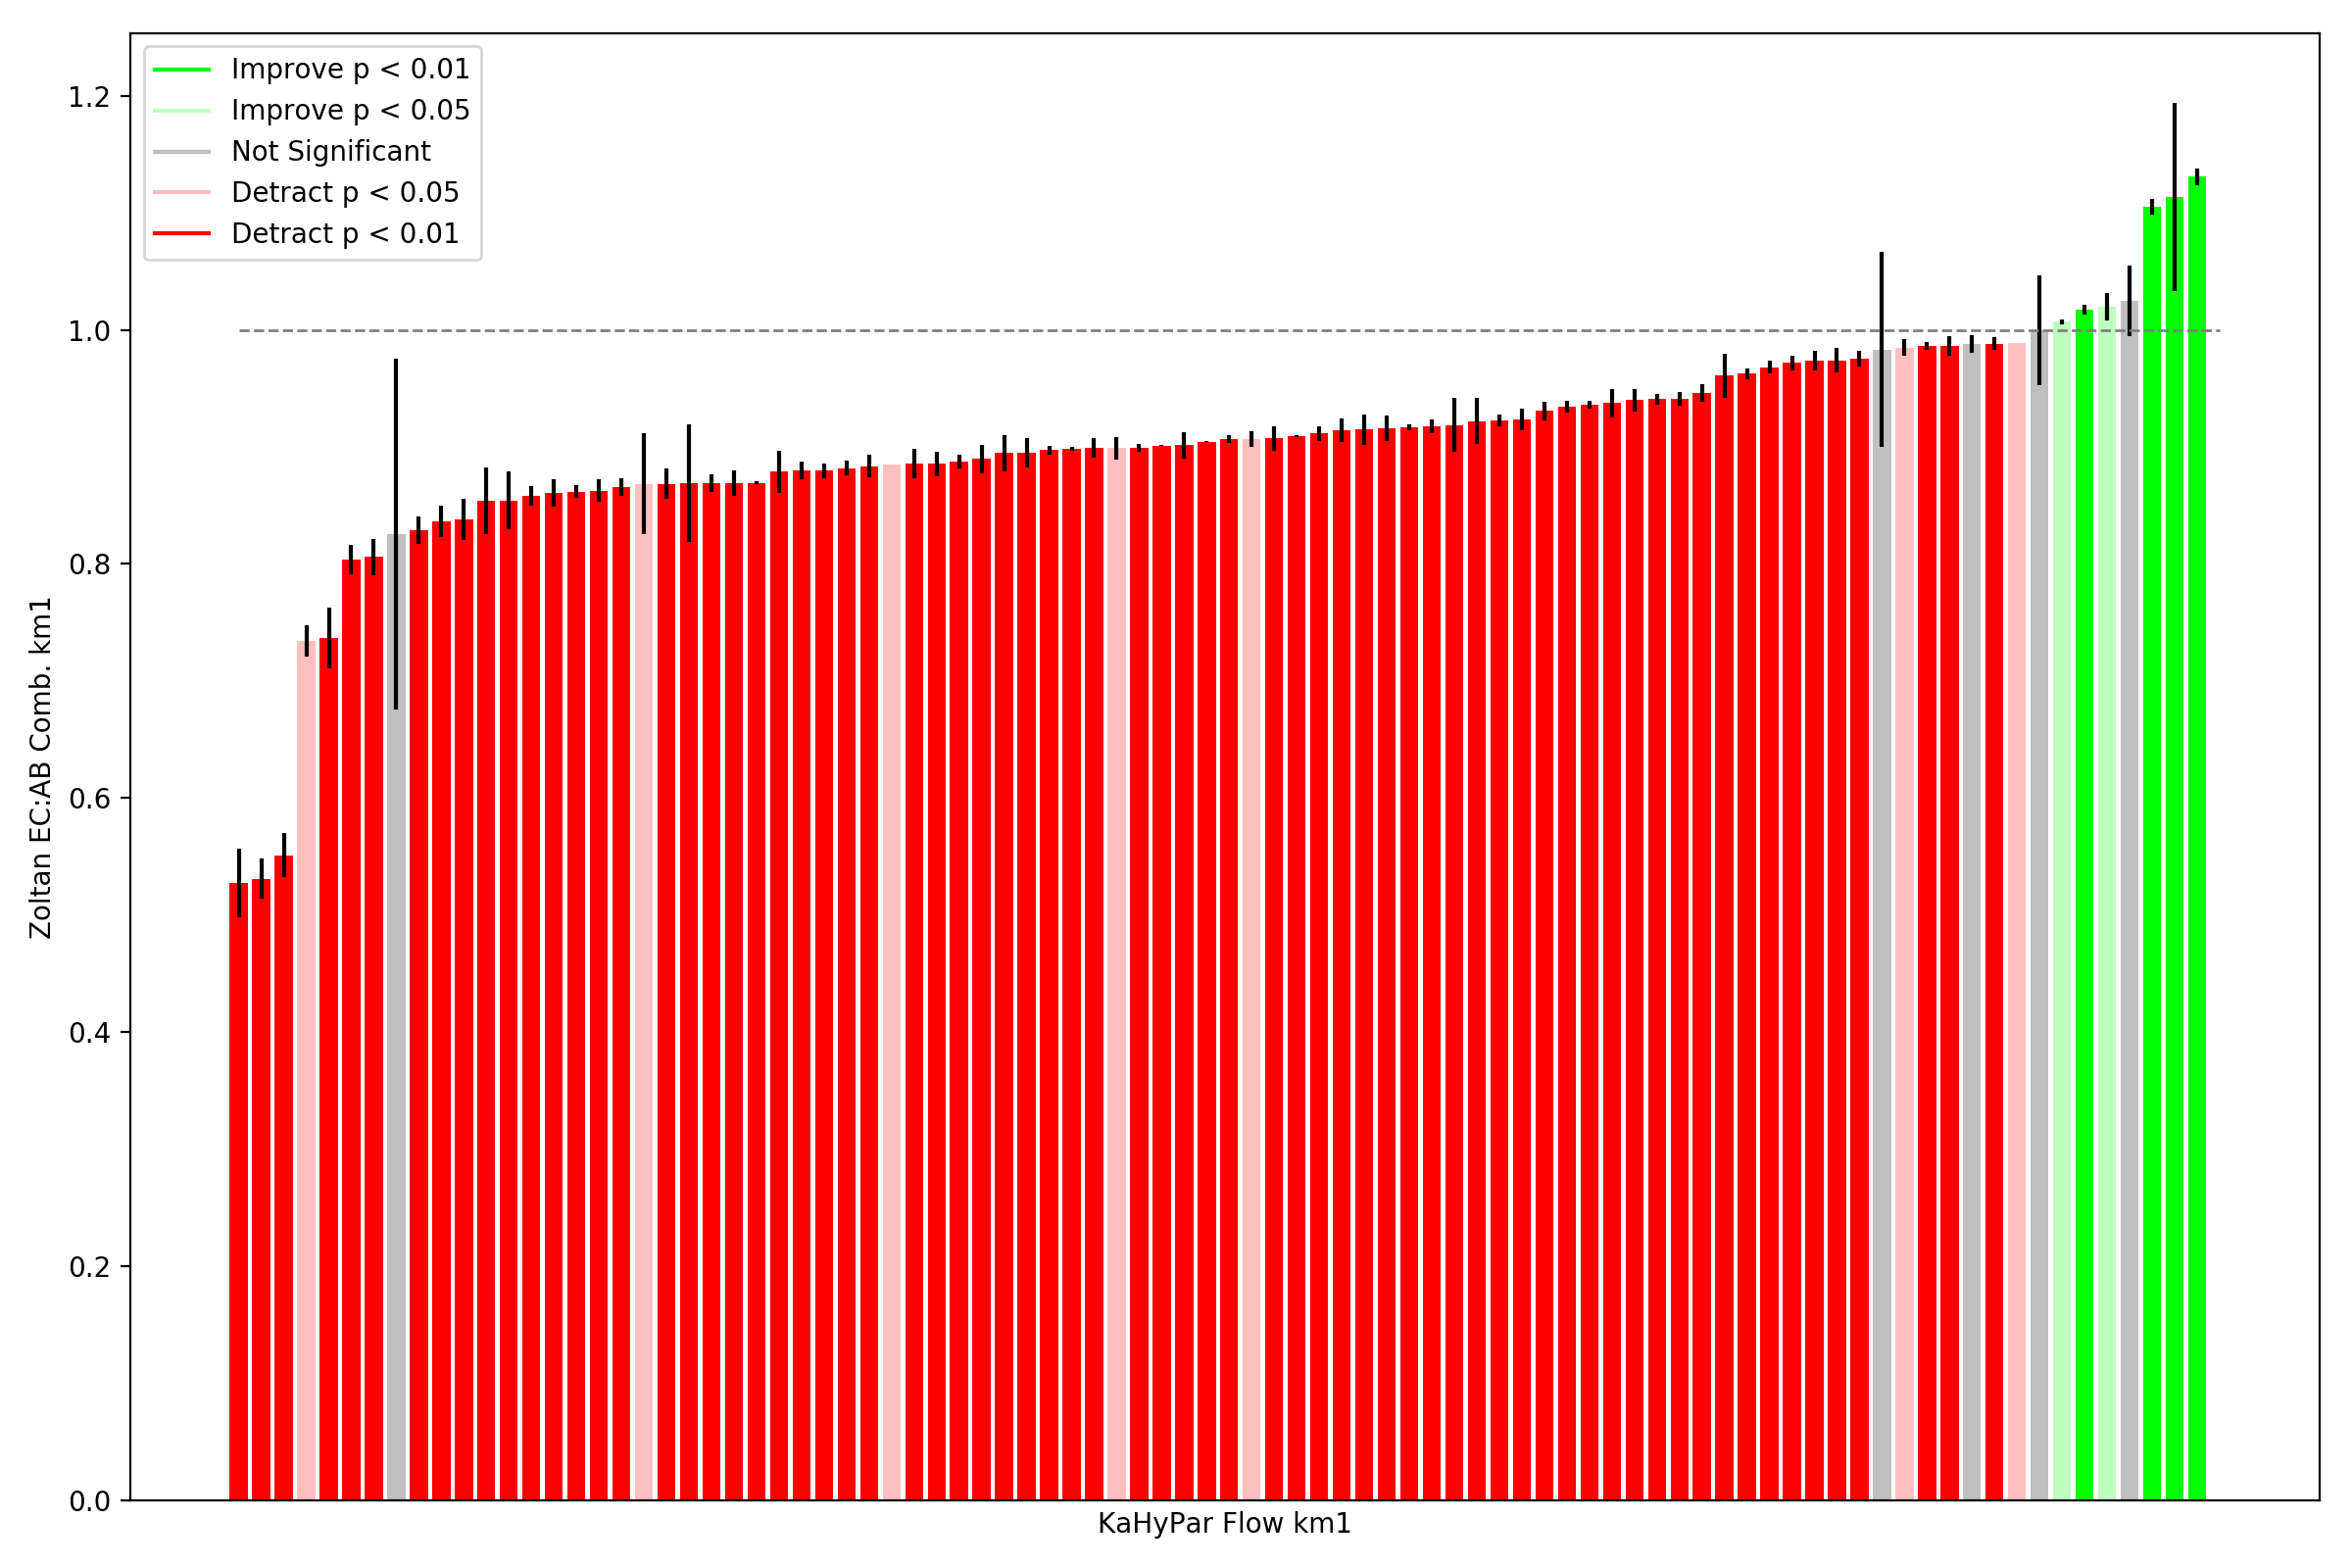 Improve p < 0.01
Improve p < 0.05
Not Significant
Detract p < 0.05
Detract p < 0.01
1.2
1.0
0.8
0.6
0.4
0.2
0.0
Zoltan EC:AB Comb. km1
KaHyPar Flow km1